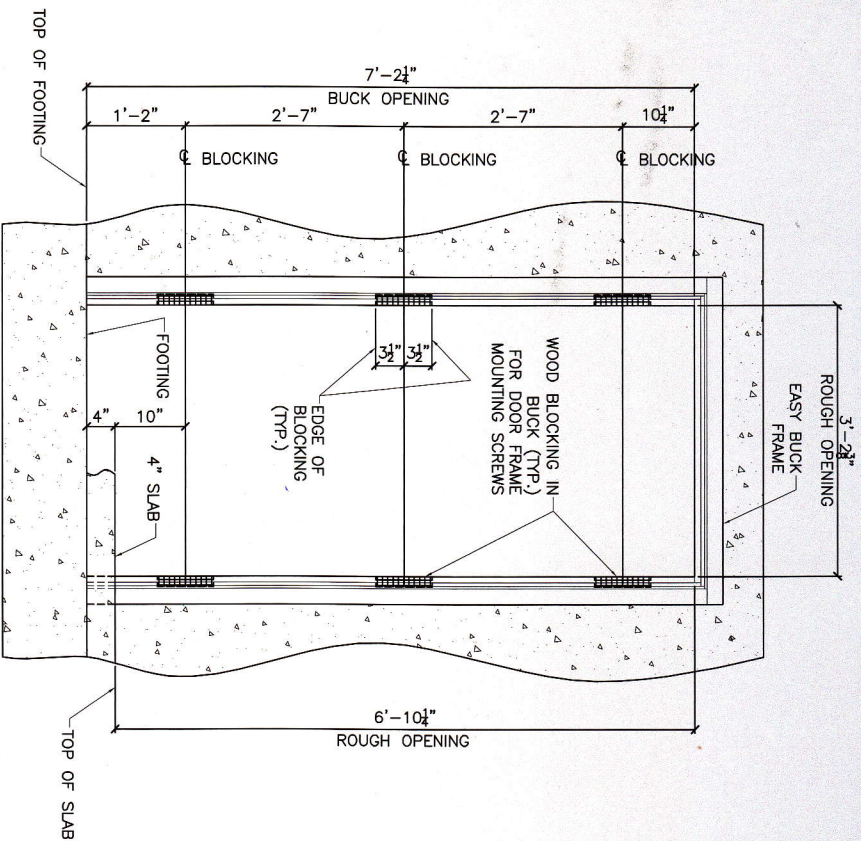 7'-2¼"
BUCK OPENING
1'-2"
2'-7"
2'-7"
10¼"
℄ BLOCKING
℄ BLOCKING
℄ BLOCKING
TOP OF FOOTING
3'-2⅜"
ROUGH OPENING
EASY BUCK
FRAME
3½"
3½"
WOOD BLOCKING IN
BUCK (TYP.)
FOR DOOR FRAME
MOUNTING SCREWS
EDGE OF
BLOCKING
(TYP.)
FOOTING
4"
10"
4" SLAB
6'-10¼"
ROUGH OPENING
TOP OF SLAB